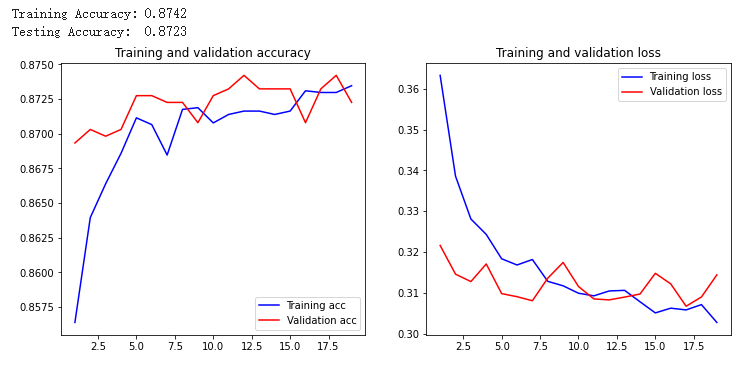 Training Accuracy: 0.8742
Testing Accuracy:  0.8723
Training and validation accuracy
0.8750
0.8725
0.8700
0.8675
0.8650
0.8625
0.8600
0.8575
Training acc
Validation acc
2.5 5.0 7.5 10.0 12.5 15.0 17.5
Training and validation loss
0.36
0.35
0.34
0.33
0.32
0.31
0.30
Training loss
Validation loss
2.5 5.0 7.5 10.0 12.5 15.0 17.5